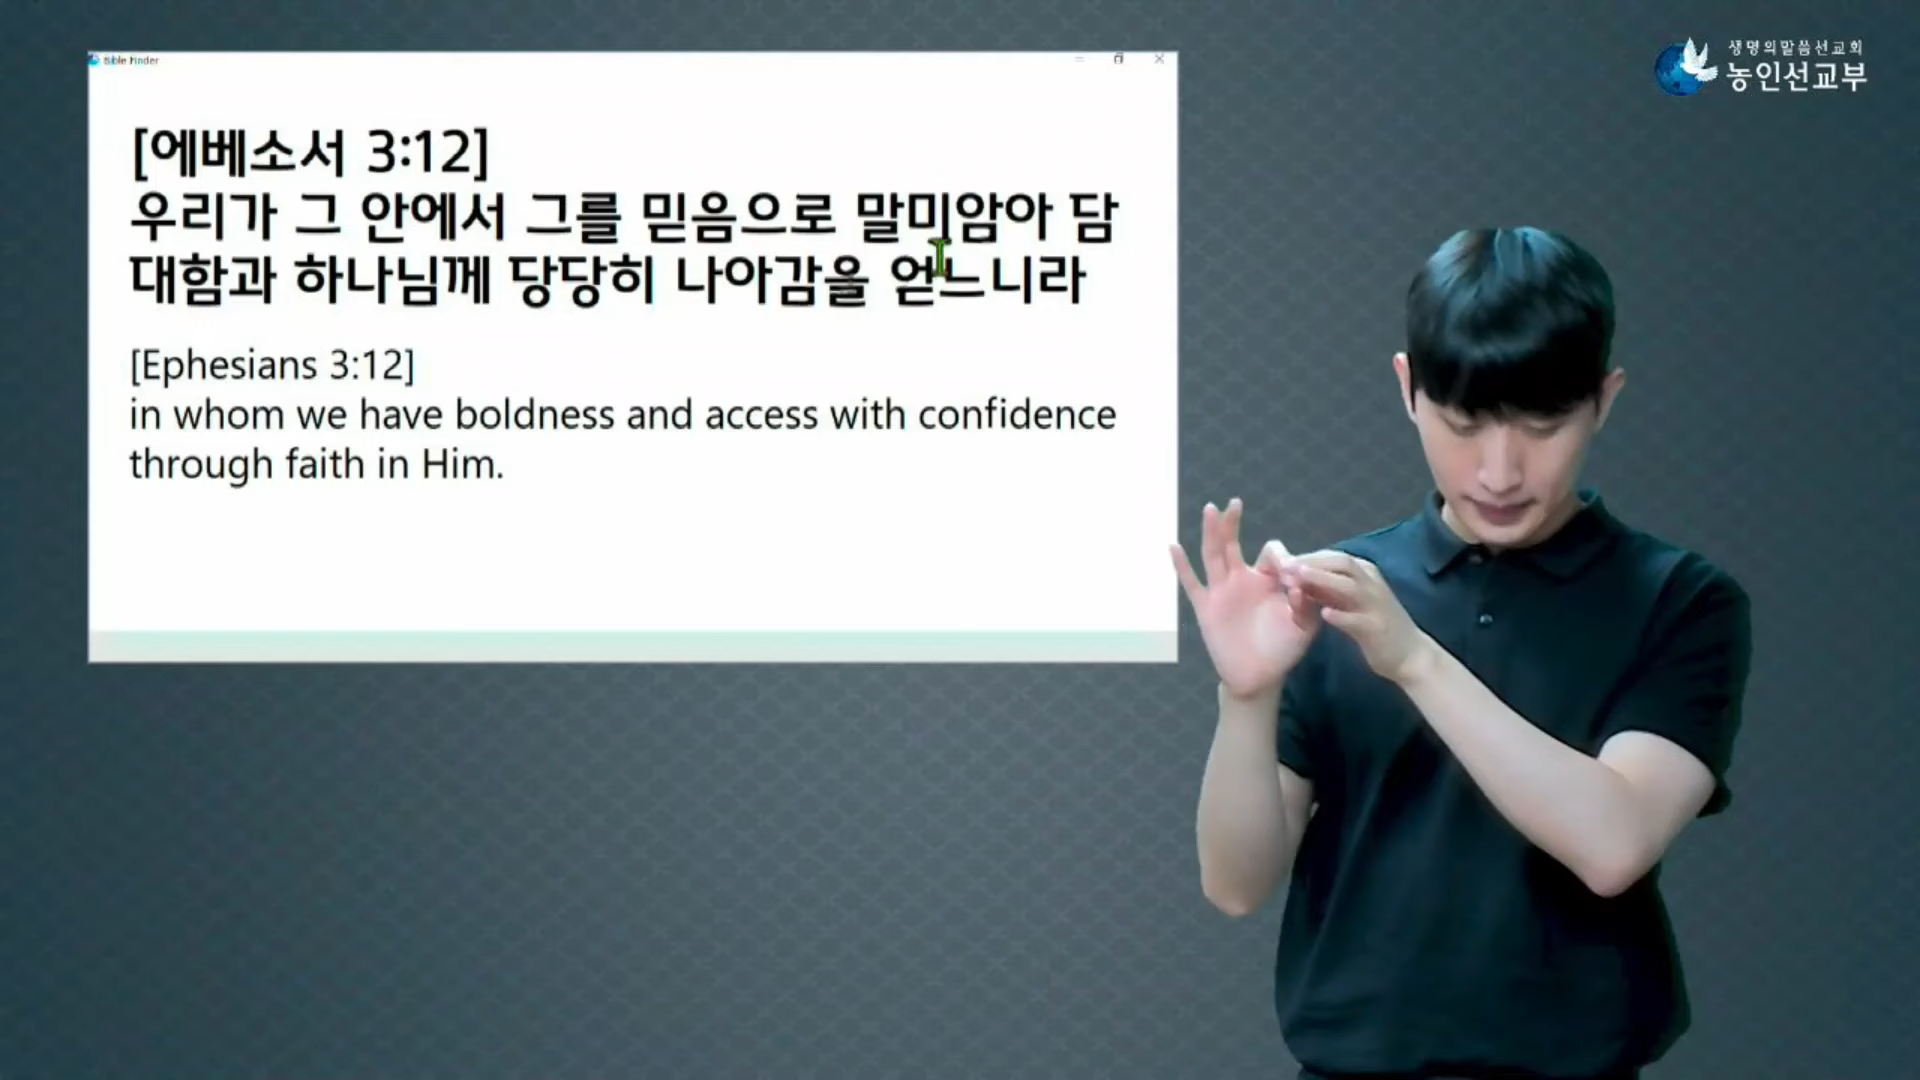 Bible Finder
[에베소서 3:12]
우리가 그 안에서 그를 믿음으로 말미암아 담
대함과 하나님께 당당히 나아감을 얻느니라
[Ephesians 3:12]
in whom we have boldness and access with confidence
through faith in Him.
생명의말씀선교회
농인선교부